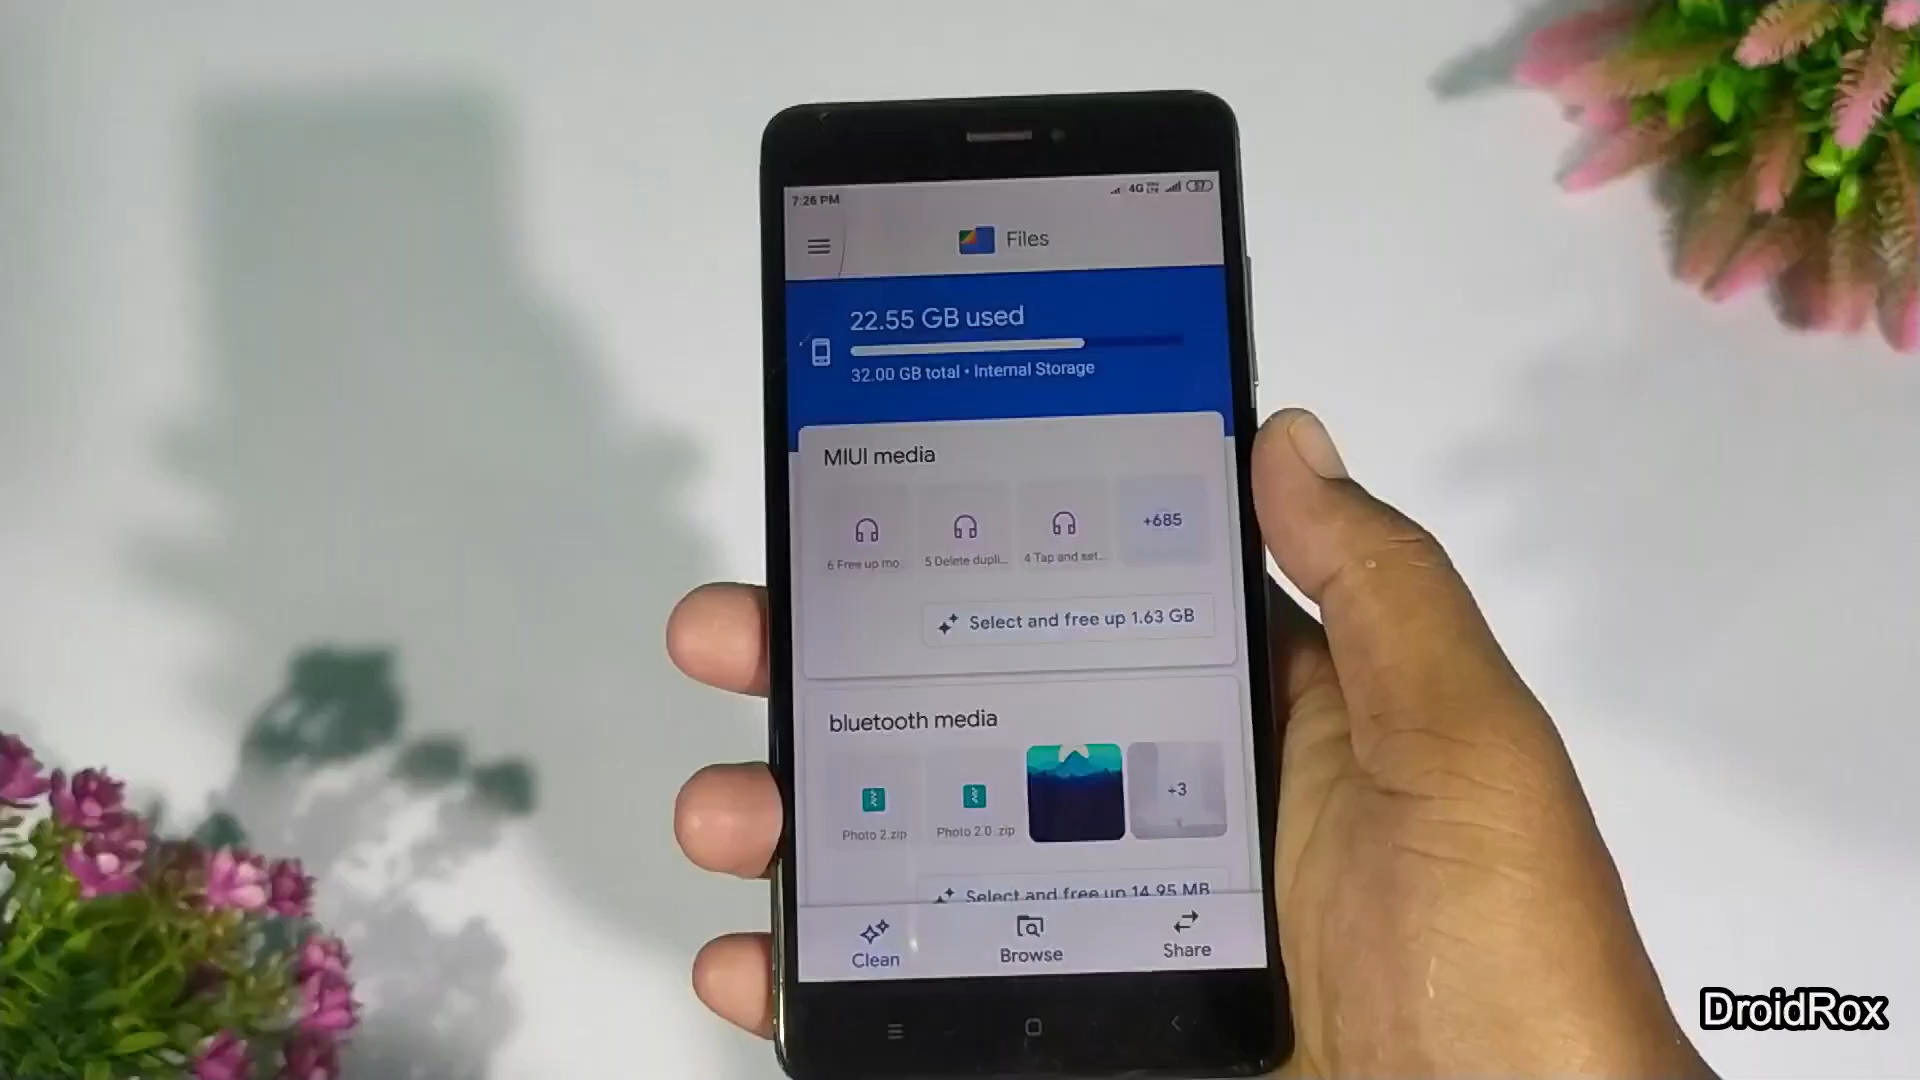 7:26 PM
4G
57
Files
22.55 GB used
32.00 GB total • Internal Storage
MIUI media
+685
6 Free up mo
5 Delete dupli...
4 Tap and set...
Select and free up 1.63 GB
bluetooth media
+3
Photo 2.zip
Photo 2.0 .zip
Select and free up 14.95 MB
Clean
Browse
Share
DroidRox